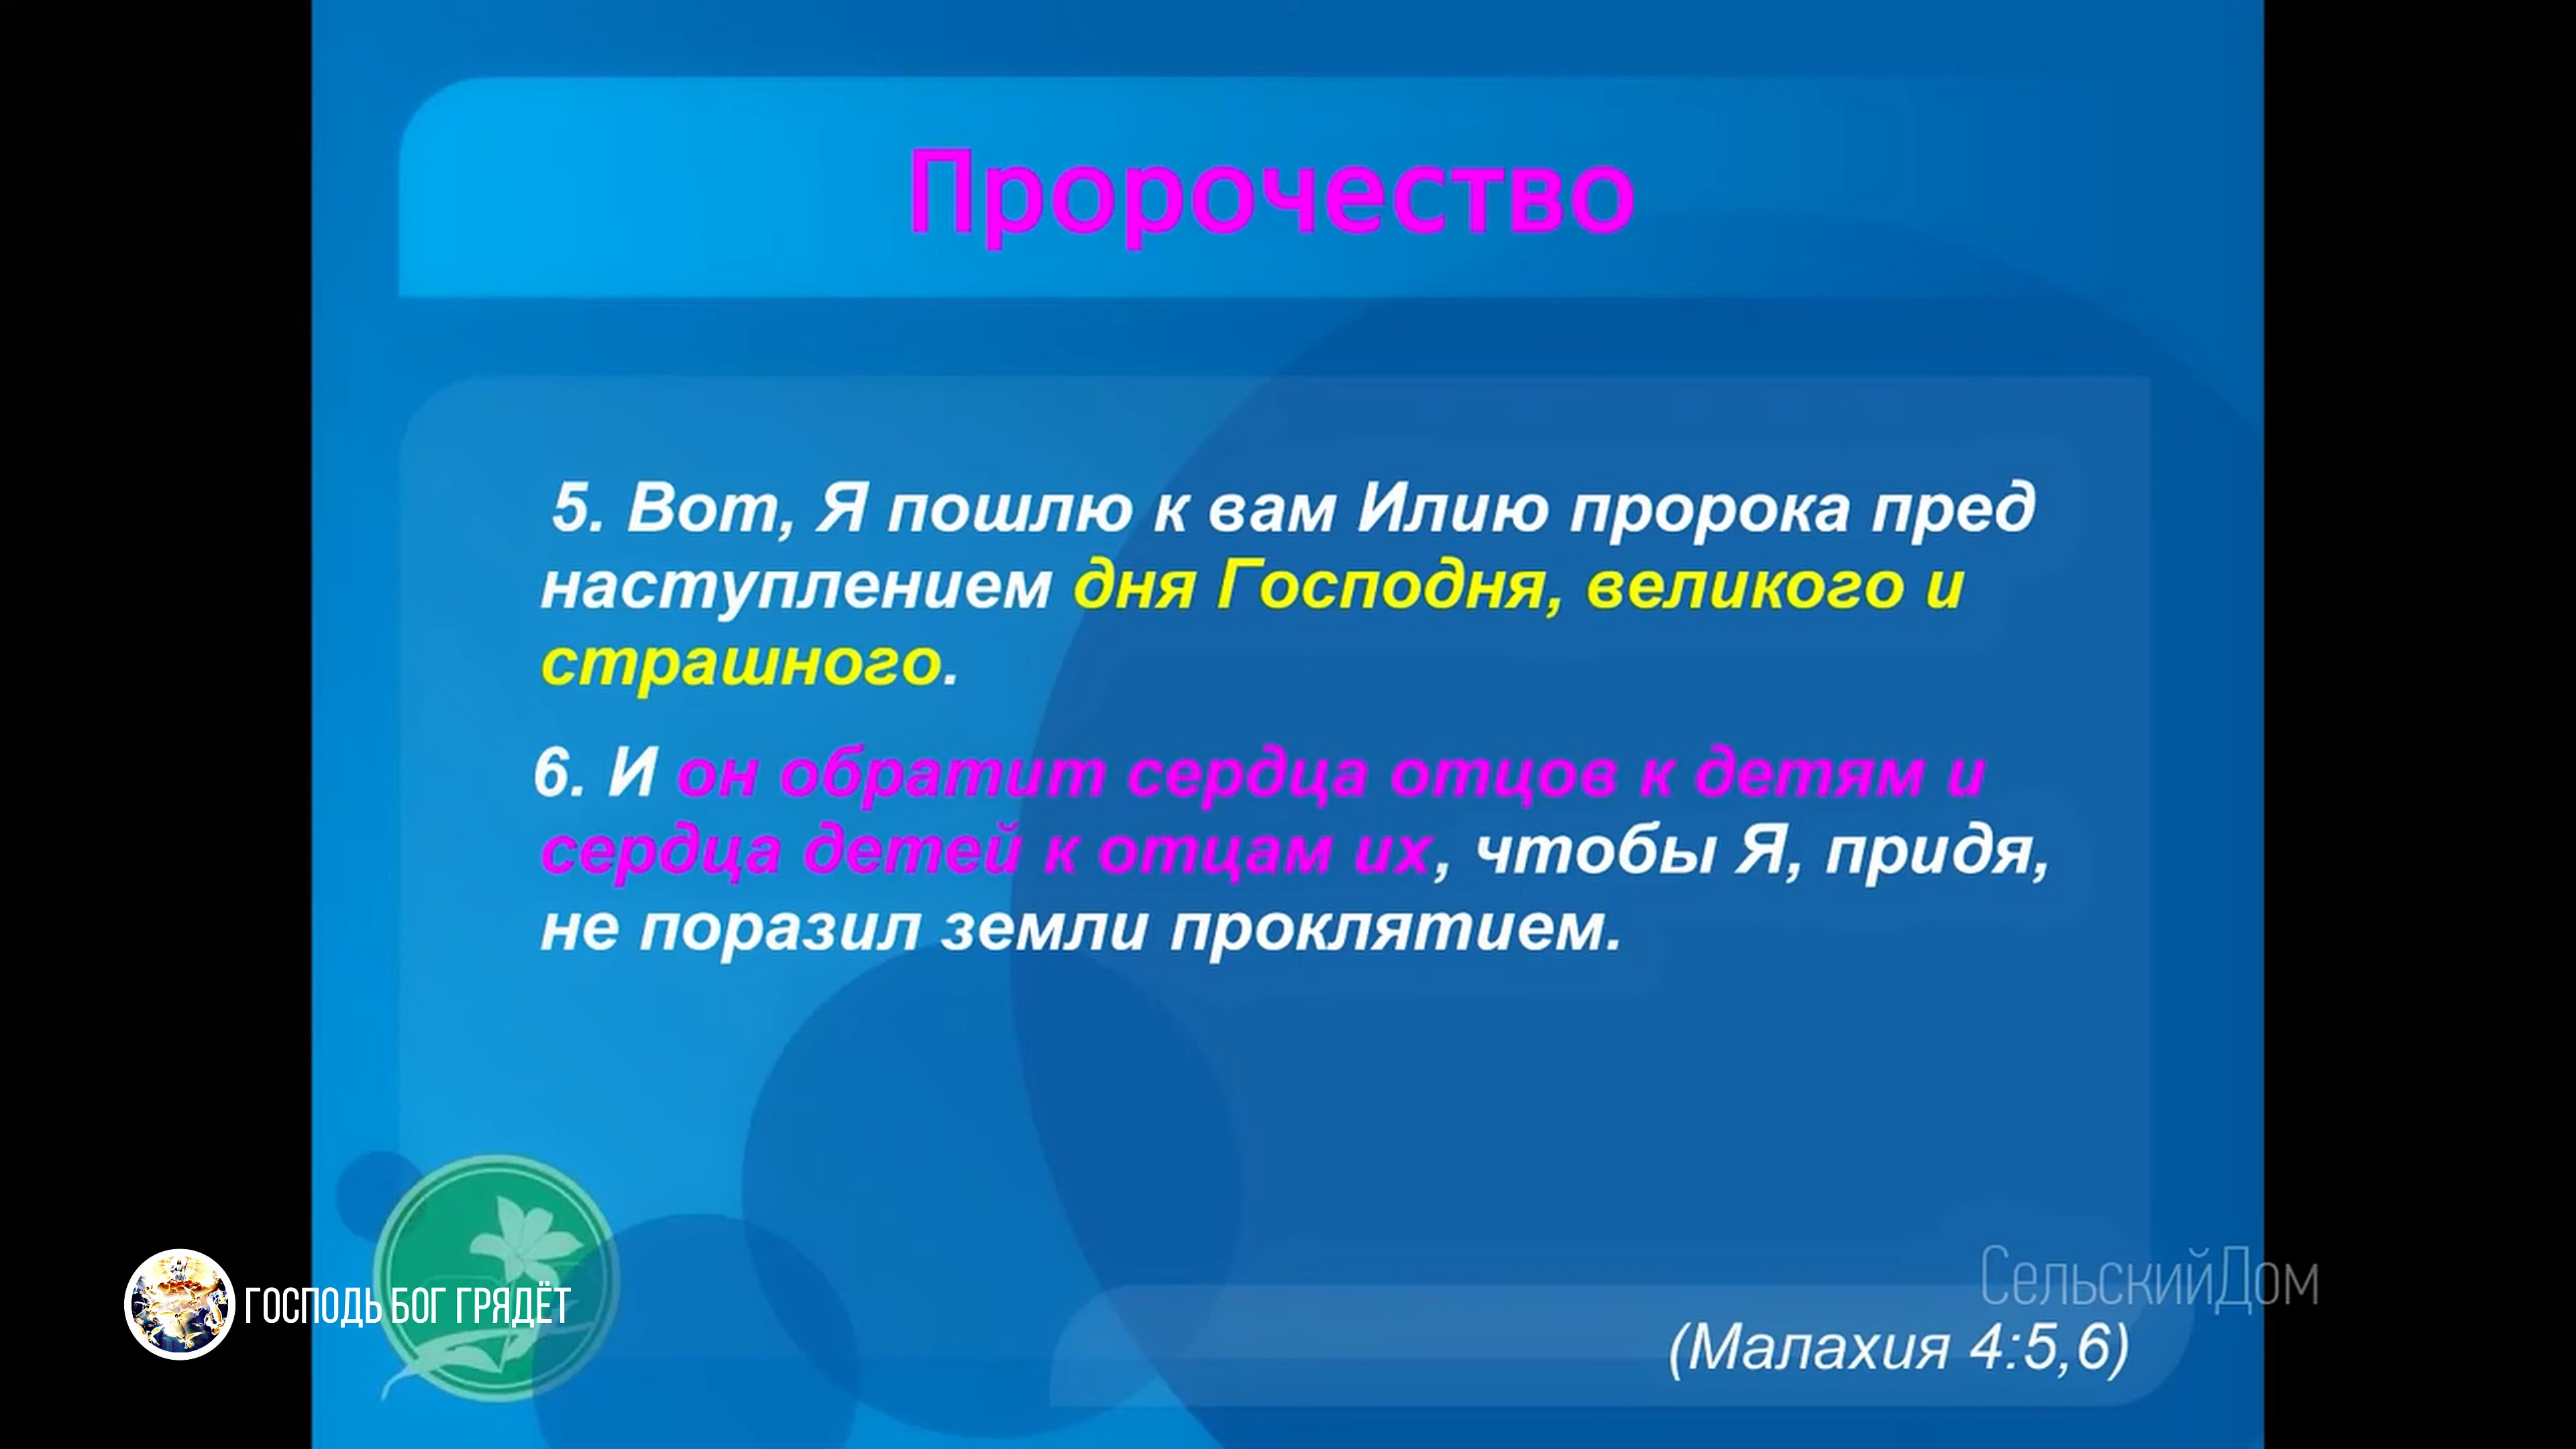 Пророчество
5. Вот, Я пошлю к вам Илию пророка пред
наступлением дня Господня, великого и
страшного.
6. И он обратит сердца отцов к детям и
сердца детей к отцам их, чтобы Я, придя,
не поразил земли проклятием.
СельскийДом
ГОСПОДЬ БОГ ГРЯДЁТ
(Малахия 4:5,6)